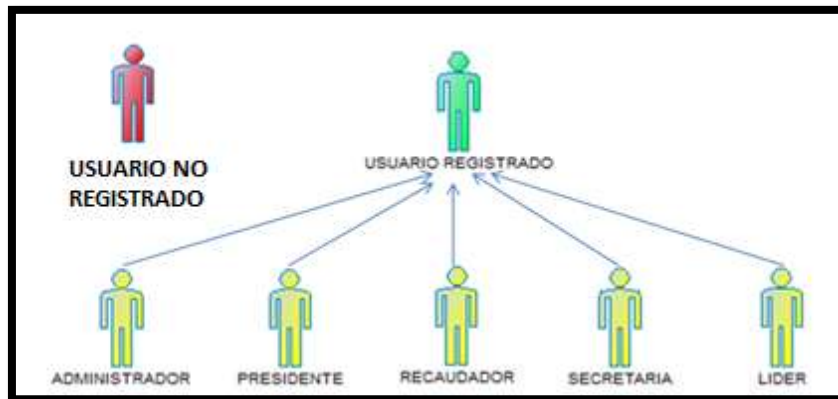 USUARIO NO
REGISTRADO
USUARIO REGISTRADO
ADMINISTRADOR
PRESIDENTE
RECAUDADOR
SECRETARIA
LIDER